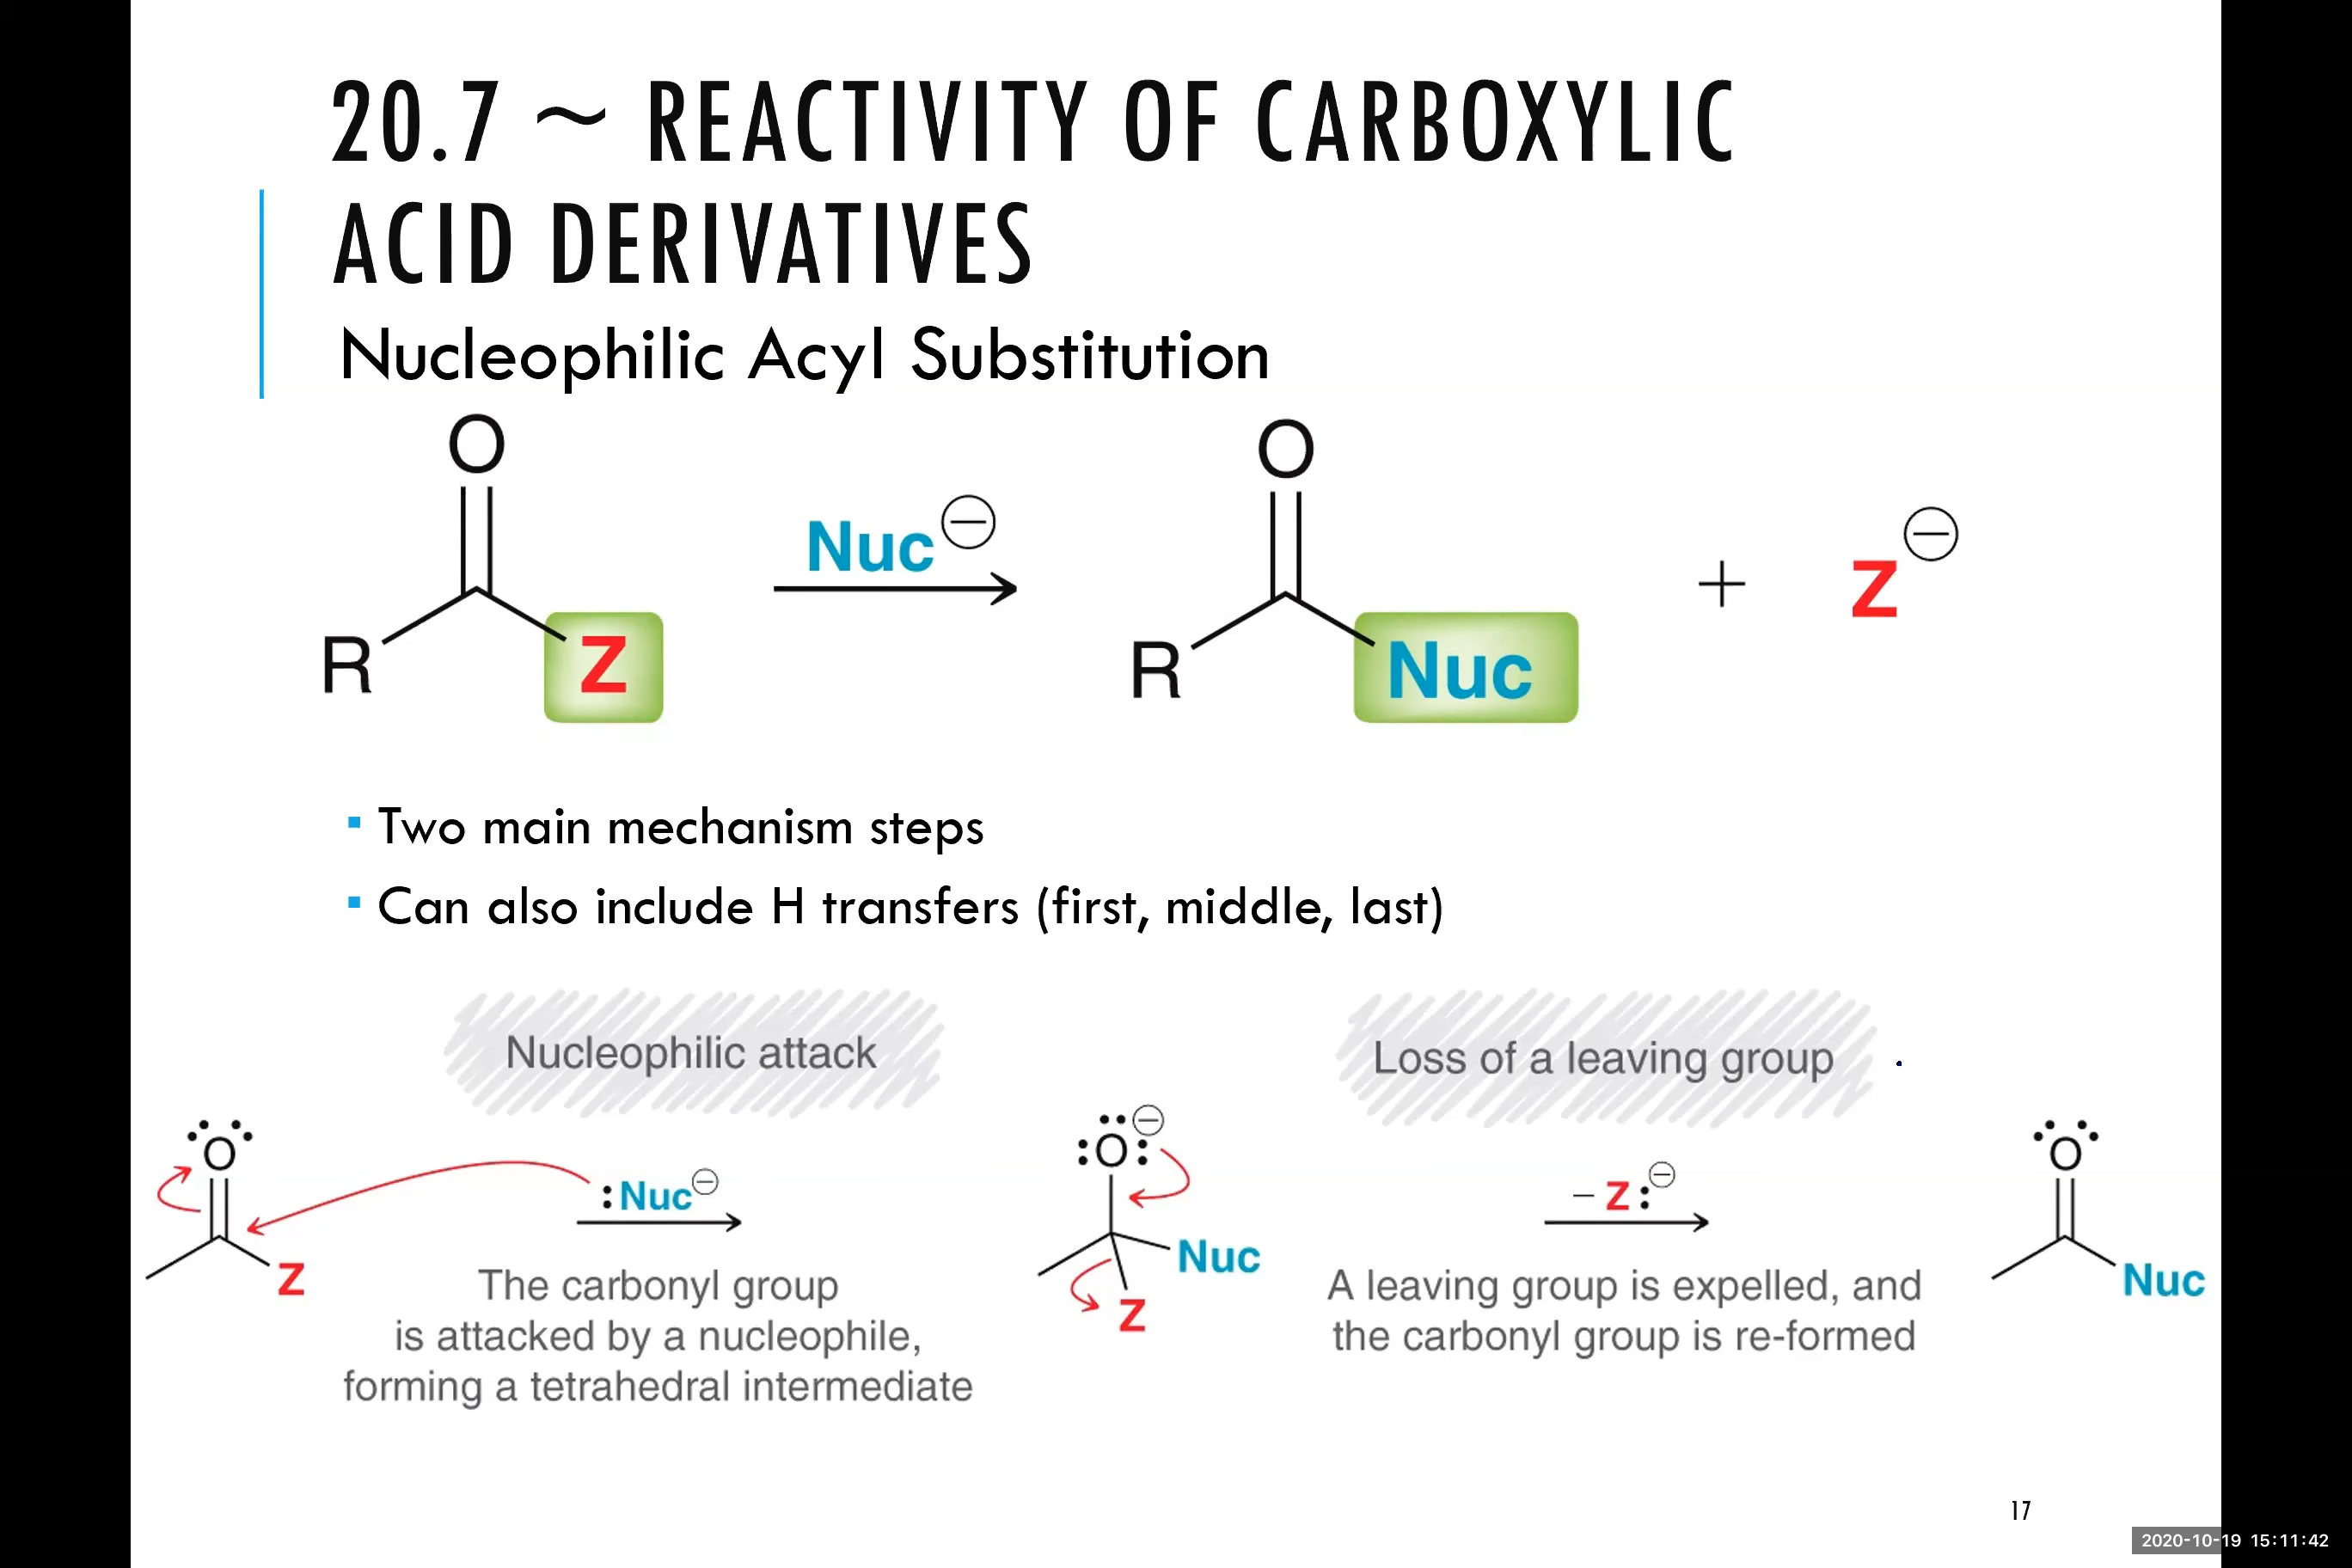 20.7 ~ REACTIVITY OF CARBOXYLIC
ACID DERIVATIVES
Nucleophilic Acyl Substitution
O
R
Z
Nuc⊖
O
R
Nuc
+
Z⊖
▪ Two main mechanism steps
▪ Can also include H transfers (first, middle, last)
Nucleophilic attack
O
Z
:Nuc⊖
The carbonyl group
is attacked by a nucleophile,
forming a tetrahedral intermediate
:O:⊖
Nuc
Z
Loss of a leaving group
– Z:⊖
A leaving group is expelled, and
the carbonyl group is re-formed
O
Nuc
17
2020-10-19 15:11:42